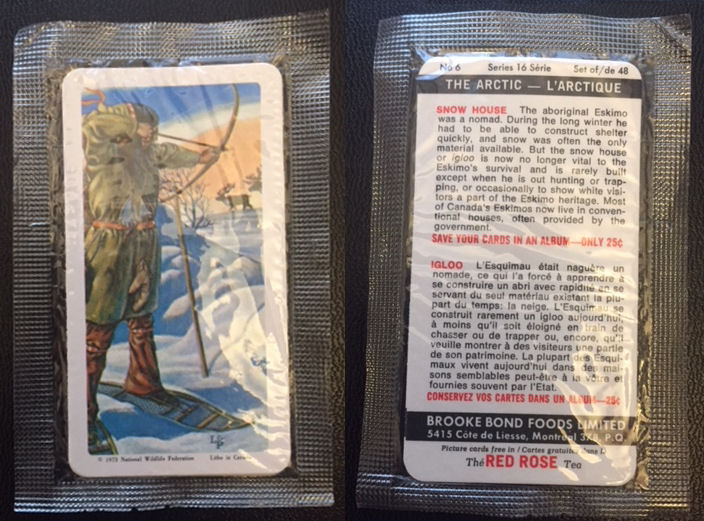 © 1973 National Wildlife Federation Litho in Canada
L&P
No 6 Series 16 Série Set of/de 48
THE ARCTIC — L'ARCTIQUE
SNOW HOUSE The aboriginal Eskimo
was a nomad. During the long winter he
had to be able to construct shelter
quickly, and snow was often the only
material available. But the snow house
or igloo is now no longer vital to the
Eskimo's survival and is rarely built
except when he is out hunting or trap-
ping, or occasionally to show white visi-
tors a part of the Eskimo heritage. Most
of Canada's Eskimos now live in conven-
tional houses, often provided by the
government.
SAVE YOUR CARDS IN AN ALBUM—ONLY 25¢
IGLOO L'Esquimau était naguère un
nomade, ce qui l'a forcé à apprendre à
se construire un abri avec rapidité en se
servant du seul matériau existant la plu-
part du temps: la neige. L'Esquimau se
construit rarement un igloo aujourd'hui,
à moins qu'il soit éloigné en train de
chasser ou de trapper ou, encore, qu'il
veuille montrer à des visiteurs une partie
de son patrimoine. La plupart des Esqui-
maux vivent aujourd'hui dans des mai-
sons semblables peut-être à la vôtre et
fournies souvent par l'Etat.
CONSERVEZ VOS CARTES DANS UN ALBUM—25¢
BROOKE BOND FOODS LIMITED
5415 Côte de Liesse, Montreal P.Q.
Picture cards free in / Cartes gratuites dans le
Thé RED ROSE Tea